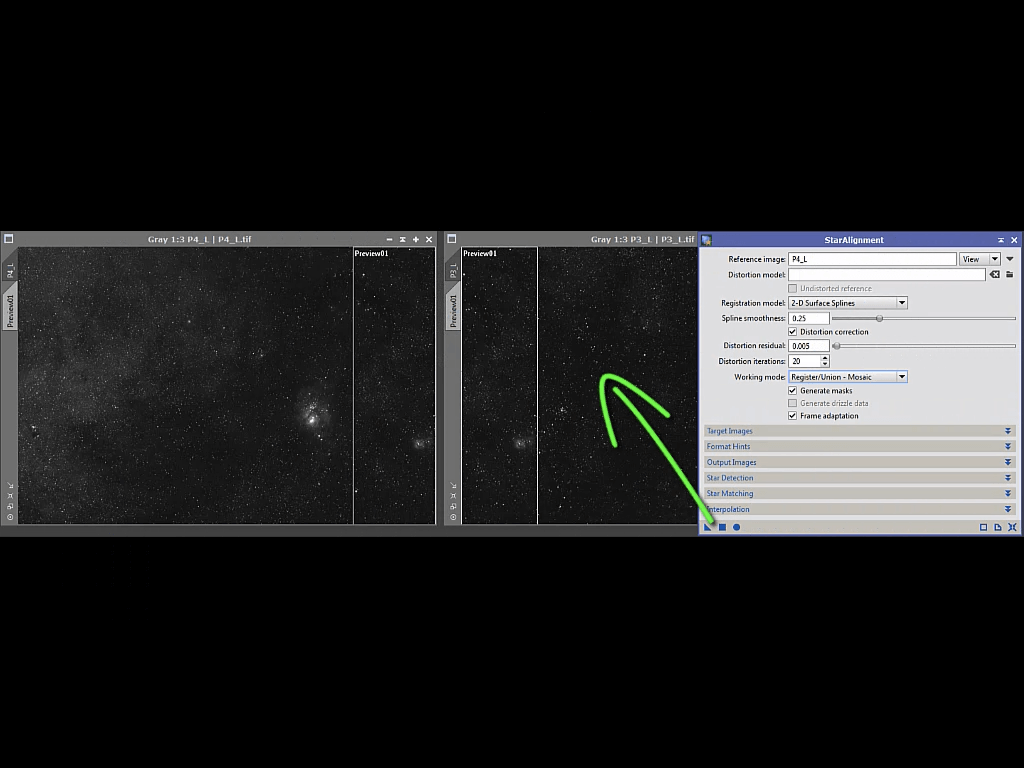 Gray 1:3 P4_L | P4_L.tif
P4_L
Preview01
Preview01
Gray 1:3 P3_L | P3_L.tif
P3_L
Preview01
Preview01
StarAlignment
Reference image: P4_L View
Distortion model:
Undistorted reference
Registration model: 2-D Surface Splines
Spline smoothness: 0.25
Distortion correction
Distortion residual: 0.005
Distortion iterations: 20
Working mode: Register/Union - Mosaic
Generate masks
Generate drizzle data
Frame adaptation
Target Images
Format Hints
Output Images
Star Detection
Star Matching
Interpolation